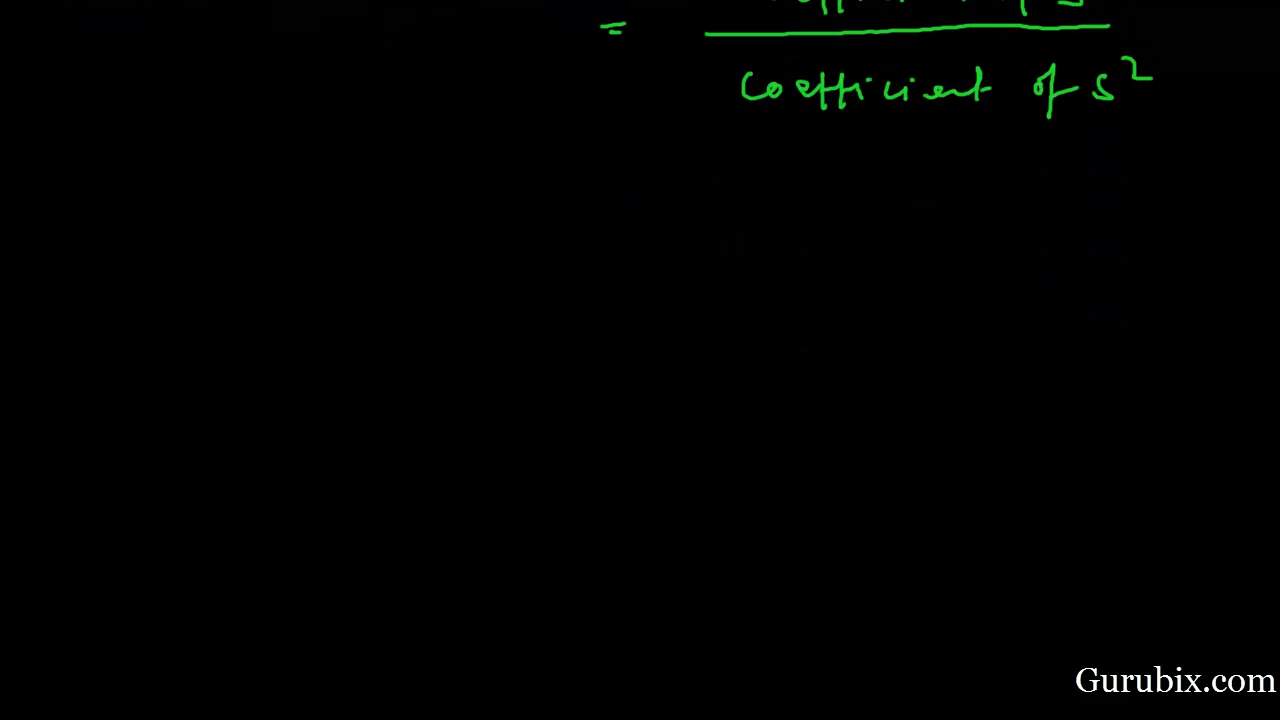 =
coefficient of s²
Gurubix.com